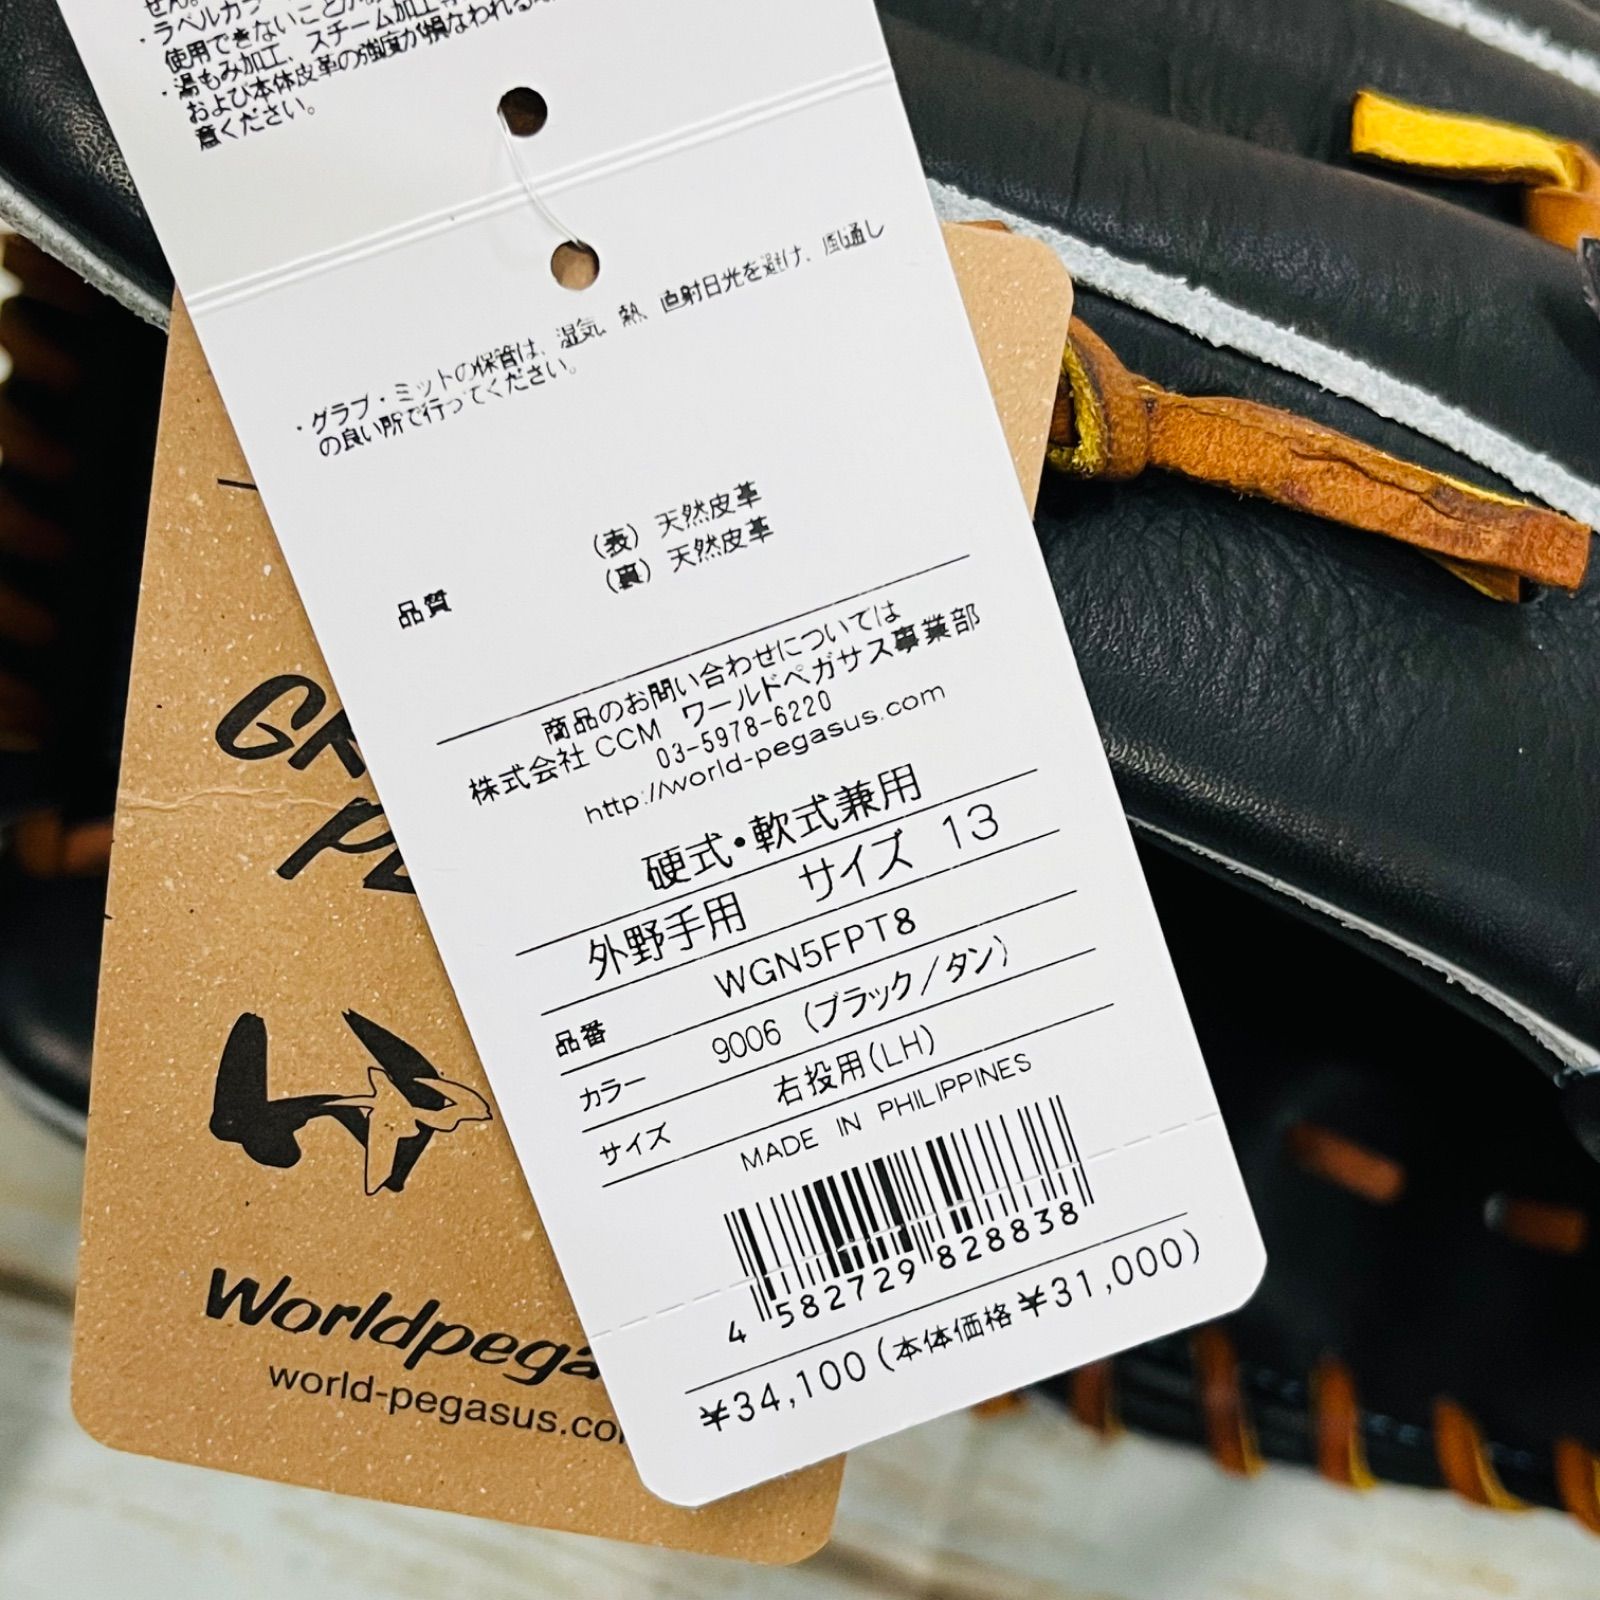 せん。
・ラベルカラー
使用できないことが
・湯もみ加工、スチーム加工
および本体皮革の強度が損なわれる
意ください。
・グラブ・ミットの保管は、湿気、熱、直射日光を避け、風通し
の良い所で行ってください。
品質
（表）天然皮革
（裏）天然皮革
商品のお問い合わせについては
株式会社 CCM ワールドペガサス事業部
03-5978-6220
http://world-pegasus.com
硬式・軟式兼用
外野手用 サイズ 13
品番 WGN5FPT8
カラー 9006（ブラック/タン）
サイズ 右投用(LH)
MADE IN PHILIPPINES
4 582729 828838
¥34,100（本体価格 ¥31,000）
Worldpega
world-pegasus.co